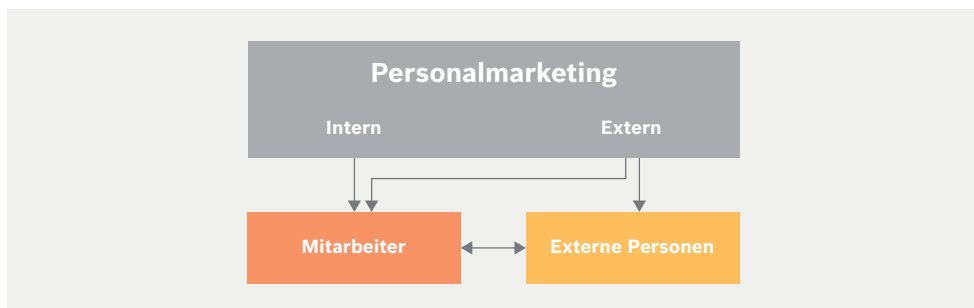 Personalmarketing
Intern Extern
Mitarbeiter Externe Personen